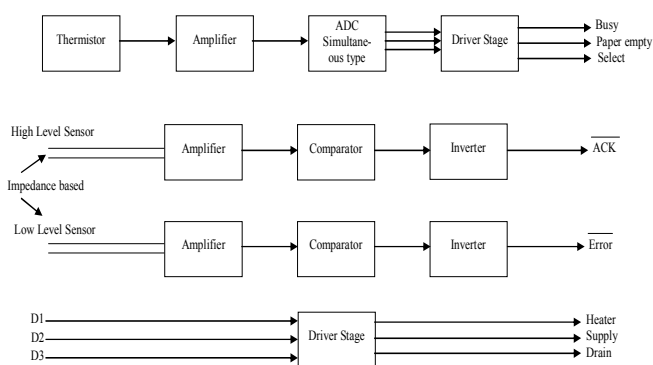 Thermistor
Amplifier
ADC
Simultane-
ous type
Driver Stage
Busy
Paper empty
Select
High Level Sensor
Amplifier
Comparator
Inverter
ACK
Impedance based
Low Level Sensor
Amplifier
Comparator
Inverter
Error
D1
D2
D3
Driver Stage
Heater
Supply
Drain